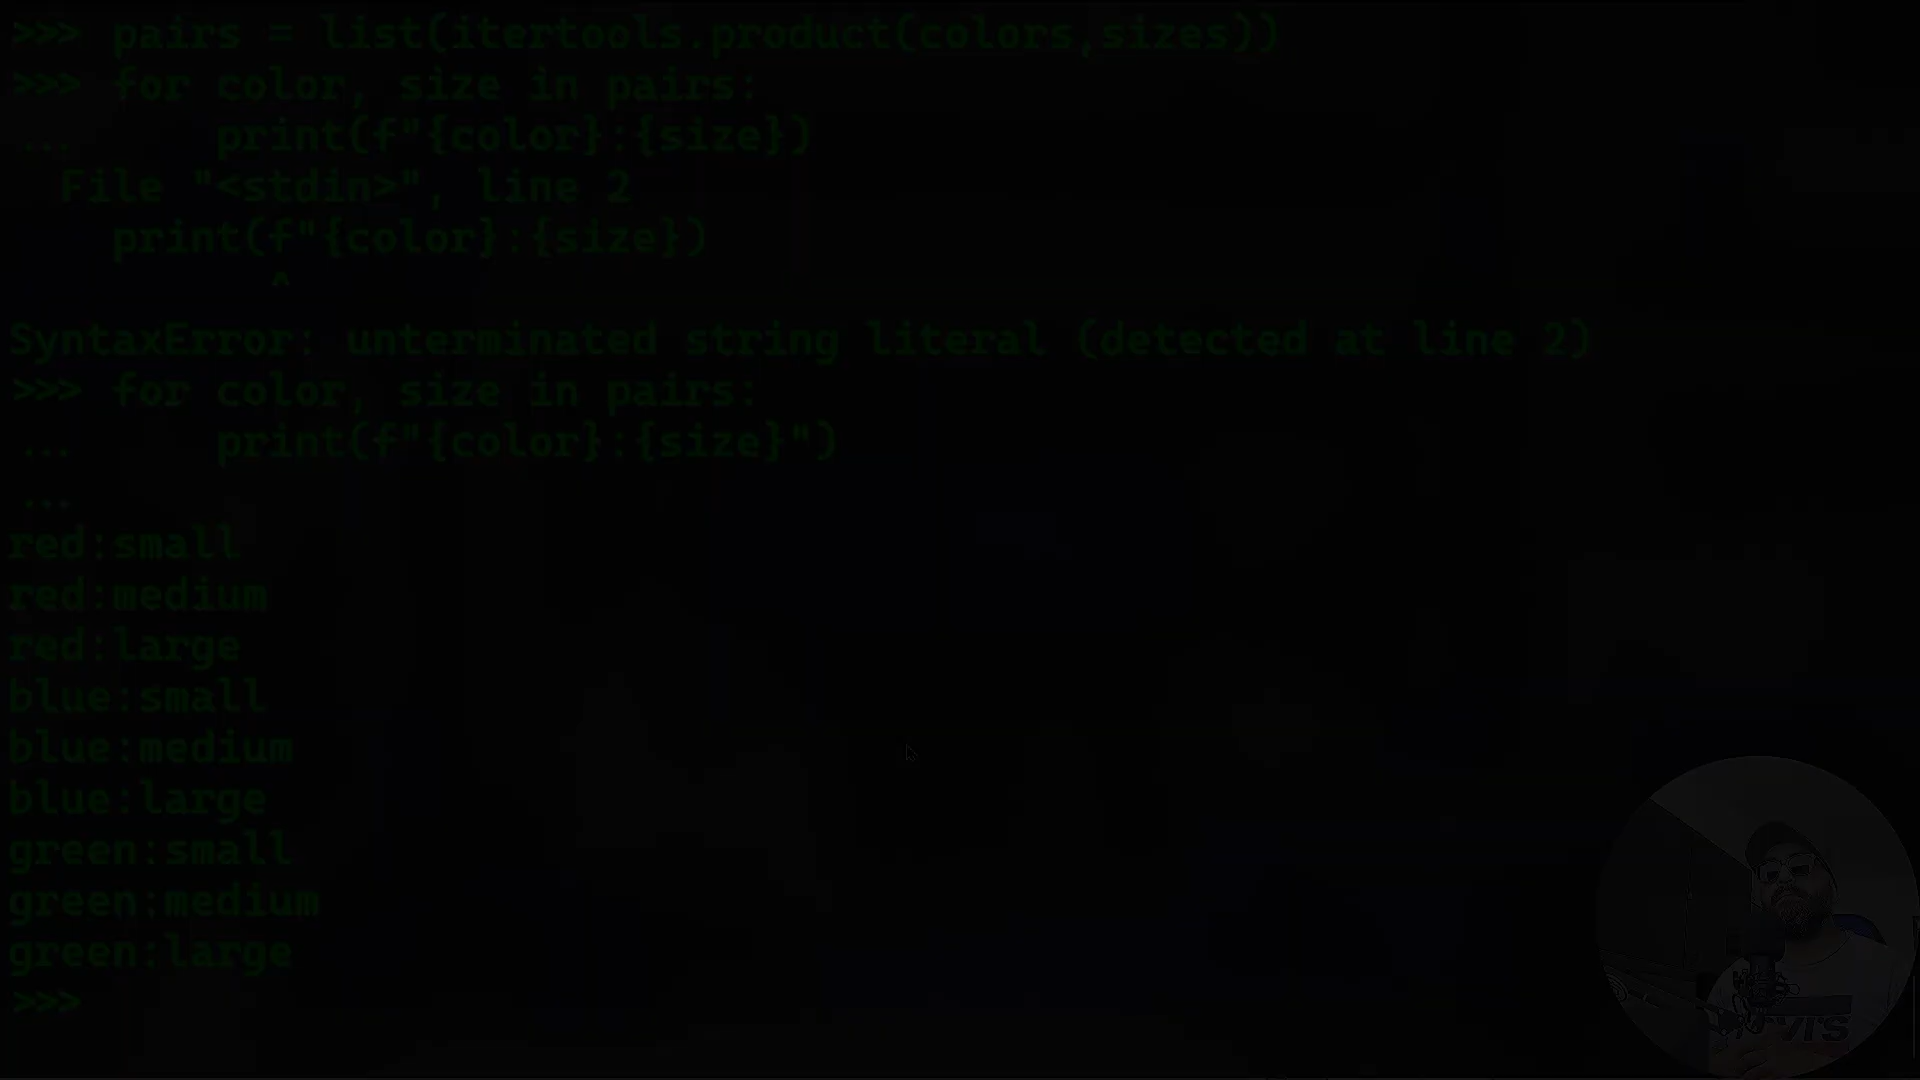 >>> pairs = list(itertools.product(colors,sizes))
>>> for color, size in pairs:
...     print(f"{color}:{size})
  File "<stdin>", line 2
    print(f"{color}:{size})
          ^
SyntaxError: unterminated string literal (detected at line 2)
>>> for color, size in pairs:
...     print(f"{color}:{size}")
...
red:small
red:medium
red:large
blue:small
blue:medium
blue:large
green:small
green:medium
green:large
>>>